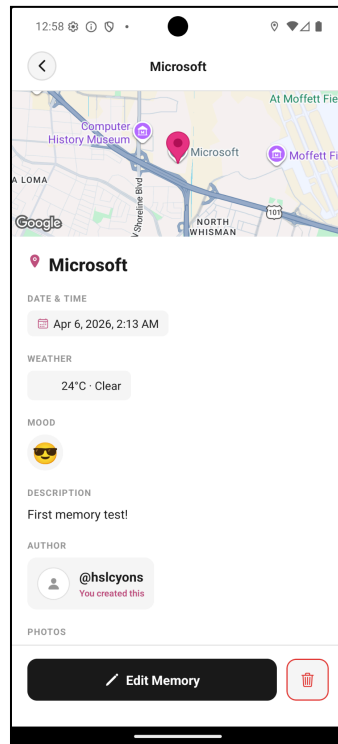 12:58
Microsoft
At Moffett Fie
Computer
History Museum
Microsoft
Moffett Fi
A LOMA
N Shoreline Blvd
101
NORTH
WHISMAN
Google
Microsoft
DATE & TIME
Apr 6, 2026, 2:13 AM
WEATHER
24°C · Clear
MOOD
DESCRIPTION
First memory test!
AUTHOR
@hslcyons
You created this
PHOTOS
Edit Memory